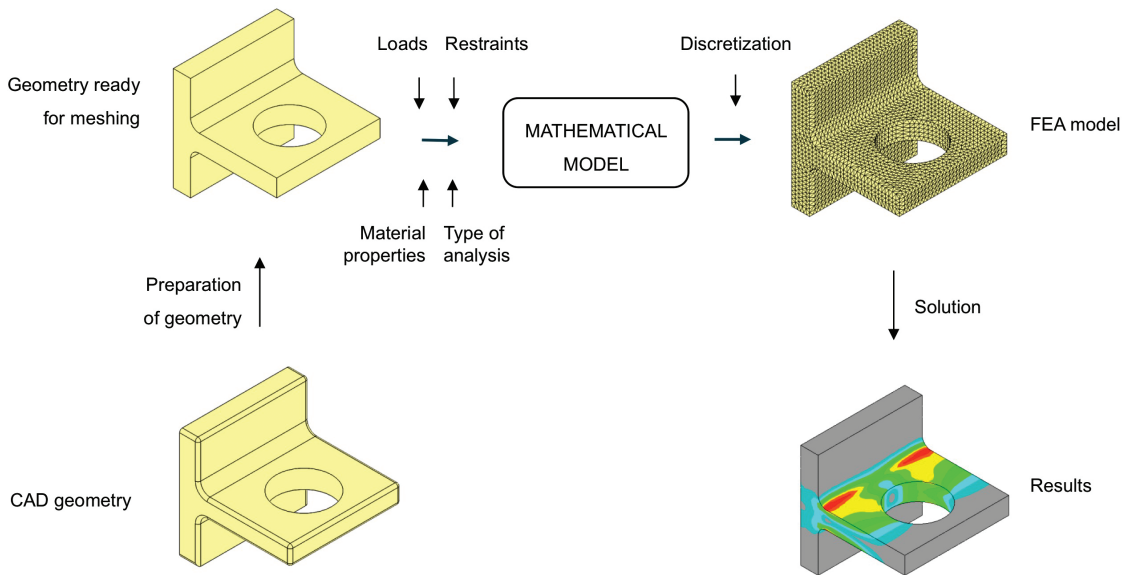 Geometry ready
for meshing
Loads
Restraints
Discretization
MATHEMATICAL
MODEL
FEA model
Material
properties
Type of
analysis
Preparation
of geometry
Solution
CAD geometry
Results